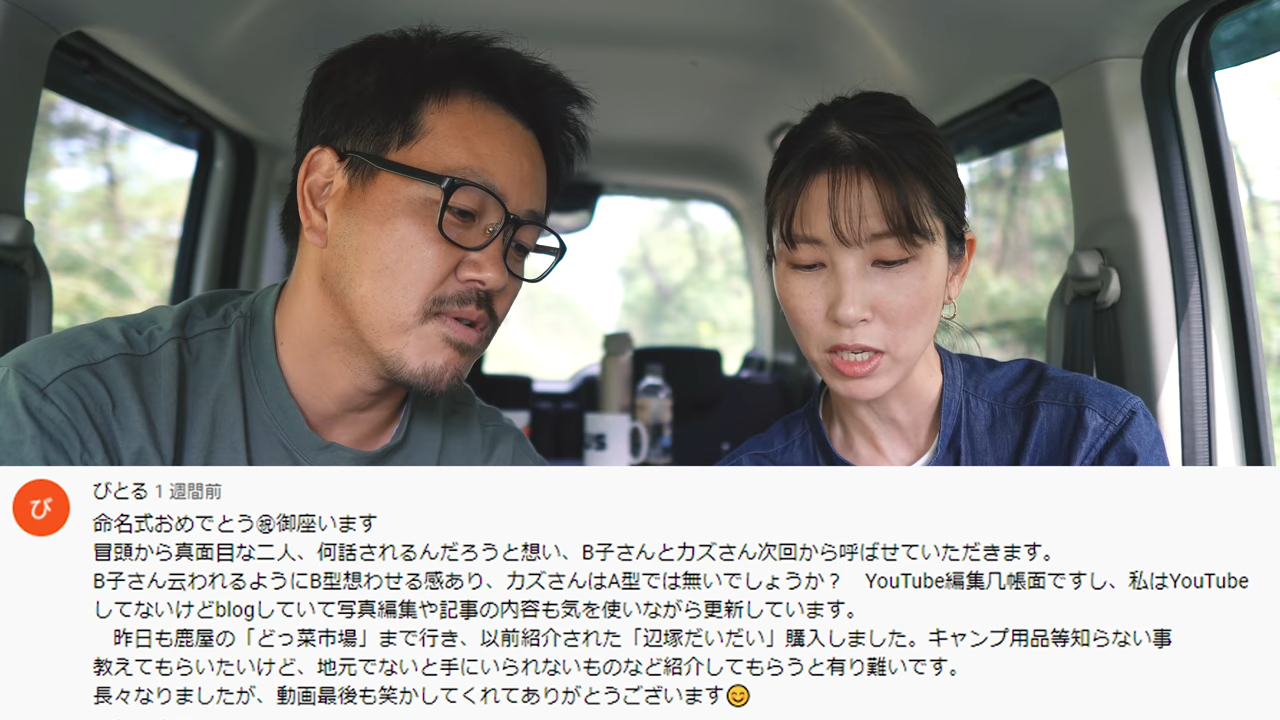 び
びとる 1 週間前
命名式おめでとう㊗御座います
冒頭から真面目な二人、何話されるんだろうと想い、B子さんとカズさん次回から呼ばせていただきます。
B子さん云われるようにB型想わせる感あり、カズさんはA型では無いでしょうか？　YouTube編集几帳面ですし、私はYouTube
してないけどblogしていて写真編集や記事の内容も気を使いながら更新しています。
　昨日も鹿屋の「どっ菜市場」まで行き、以前紹介された「辺塚だいだい」購入しました。キャンプ用品等知らない事
教えてもらいたいけど、地元でないと手にいられないものなど紹介してもらうと有り難いです。
長々なりましたが、動画最後も笑かしてくれてありがとうございます😊